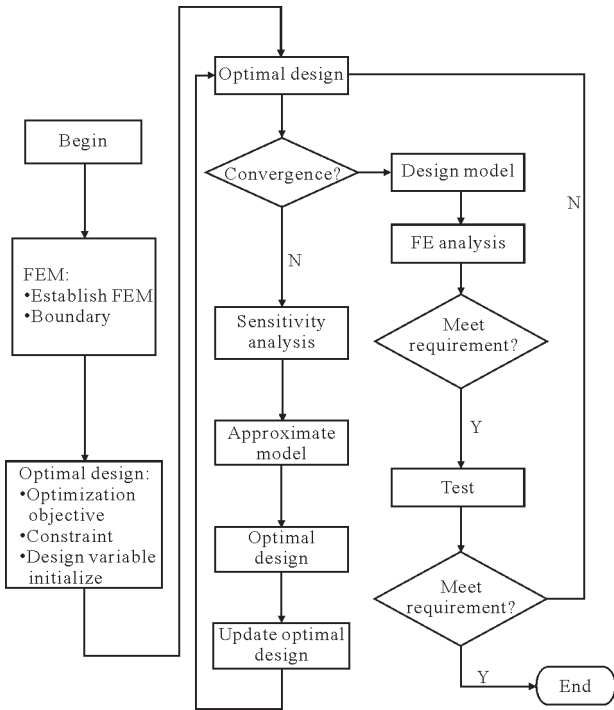 Begin
FEM:
•Establish FEM
•Boundary
Optimal design:
•Optimization
objective
•Constraint
•Design variable
initialize
Optimal design
Convergence?
N
Sensitivity
analysis
Approximate
model
Optimal
design
Update optimal
design
Design model
FE analysis
Meet
requirement?
Y
Test
Meet
requirement?
Y
End
N